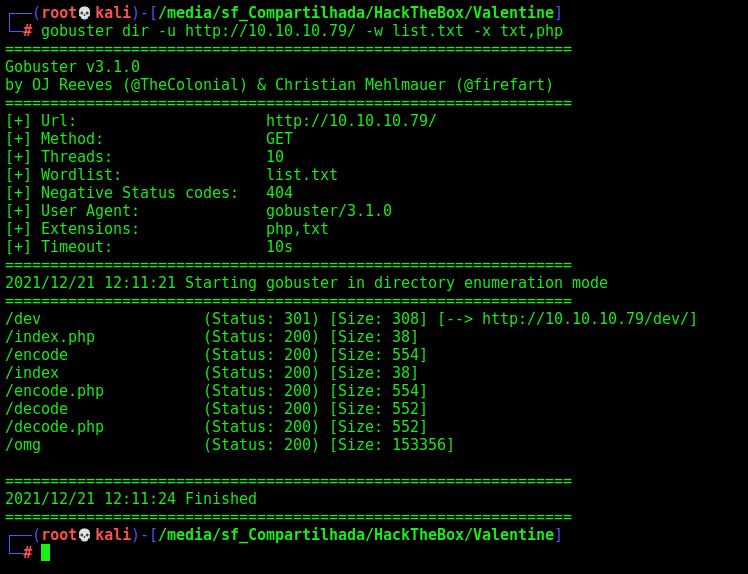 ┌──(root💀kali)-[/media/sf_Compartilhada/HackTheBox/Valentine]
└─# gobuster dir -u http://10.10.10.79/ -w list.txt -x txt,php
===============================================================
Gobuster v3.1.0
by OJ Reeves (@TheColonial) & Christian Mehlmauer (@firefart)
===============================================================
[+] Url:                     http://10.10.10.79/
[+] Method:                  GET
[+] Threads:                 10
[+] Wordlist:                list.txt
[+] Negative Status codes:   404
[+] User Agent:              gobuster/3.1.0
[+] Extensions:              php,txt
[+] Timeout:                 10s
===============================================================
2021/12/21 12:11:21 Starting gobuster in directory enumeration mode
===============================================================
/dev                  (Status: 301) [Size: 308] [--> http://10.10.10.79/dev/]
/index.php            (Status: 200) [Size: 38]
/encode               (Status: 200) [Size: 554]
/index                (Status: 200) [Size: 38]
/encode.php           (Status: 200) [Size: 554]
/decode               (Status: 200) [Size: 552]
/decode.php           (Status: 200) [Size: 552]
/omg                  (Status: 200) [Size: 153356]
===============================================================
2021/12/21 12:11:24 Finished
===============================================================
┌──(root💀kali)-[/media/sf_Compartilhada/HackTheBox/Valentine]
└─#